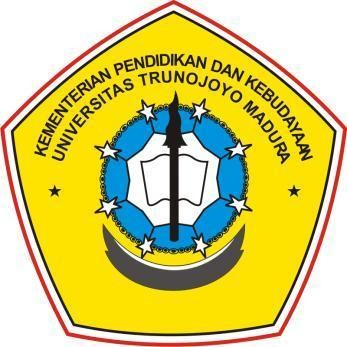 KEMENTERIAN PENDIDIKAN DAN KEBUDAYAAN
UNIVERSITAS TRUNOJOYO MADURA